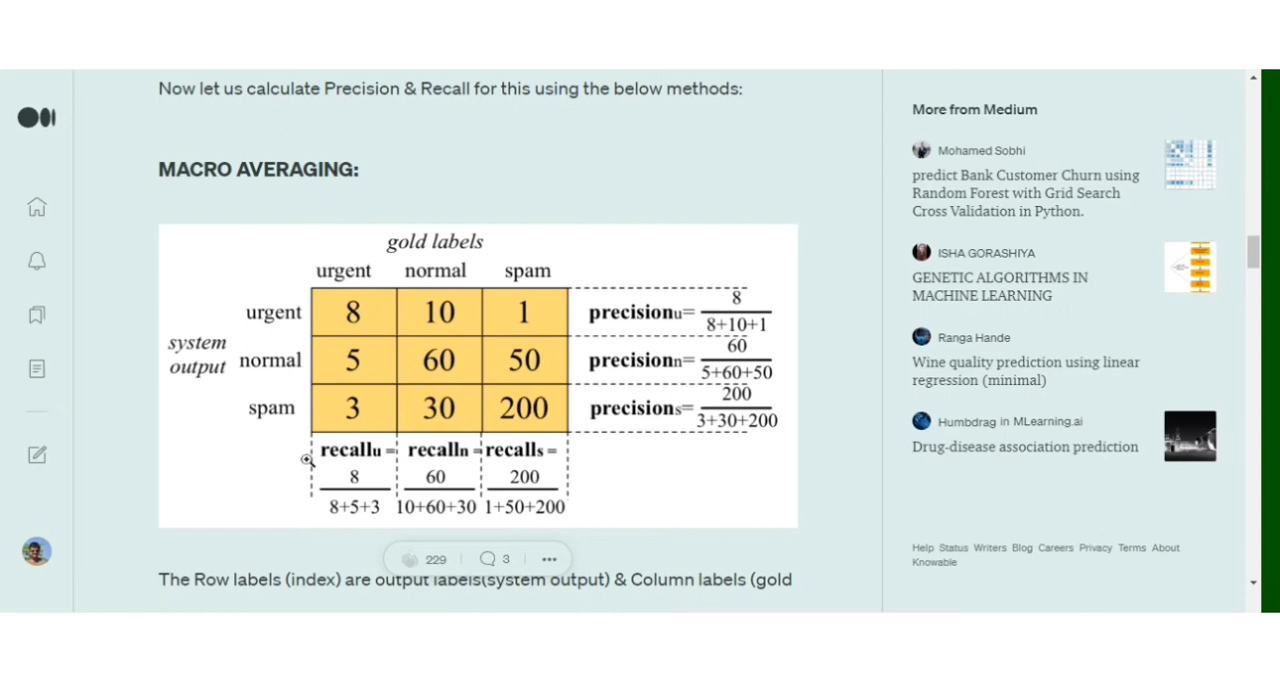 Now let us calculate Precision & Recall for this using the below methods:
MACRO AVERAGING:
gold labels
urgent normal spam
urgent 8 10 1 precisionu= 8
8+10+1
system output
normal 5 60 50 precisionn= 60
5+60+50
spam 3 30 200 precisions= 200
3+30+200
recallu = recalln = recalls =
8 60 200
8+5+3 10+60+30 1+50+200
229 3
The Row labels (index) are output labels(system output) & Column labels (gold
More from Medium
Mohamed Sobhi
predict Bank Customer Churn using
Random Forest with Grid Search
Cross Validation in Python.
ISHA GORASHIYA
GENETIC ALGORITHMS IN
MACHINE LEARNING
Ranga Hande
Wine quality prediction using linear
regression (minimal)
Humbdrag in MLearning.ai
Drug-disease association prediction
Help Status Writers Blog Careers Privacy Terms About
Knowable